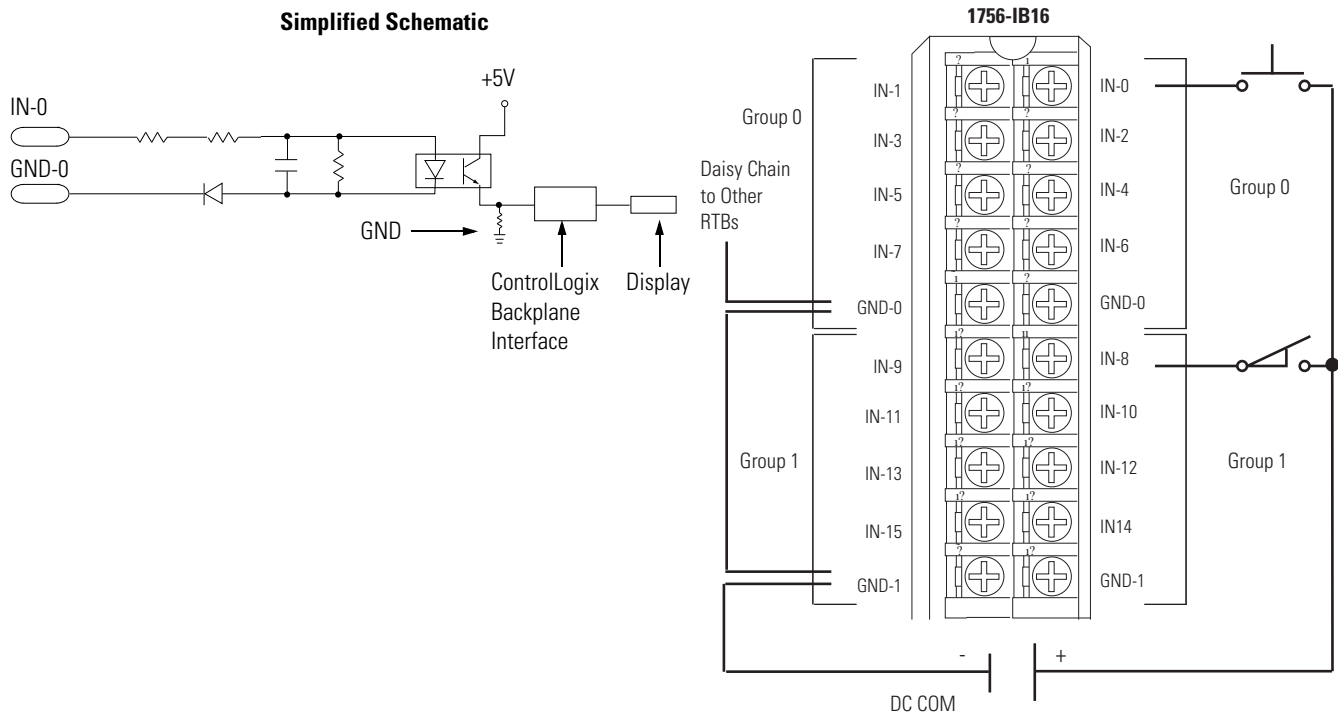 Simplified Schematic
+5V
IN-0
GND-0
GND
ControlLogix
Backplane
Interface
Display
1756-IB16
Group 0
Daisy Chain
to Other
RTBs
Group 1
IN-1
IN-3
IN-5
IN-7
GND-0
IN-9
IN-11
IN-13
IN-15
GND-1
IN-0
IN-2
IN-4
IN-6
GND-0
IN-8
IN-10
IN-12
IN14
GND-1
Group 0
Group 1
- +
DC COM